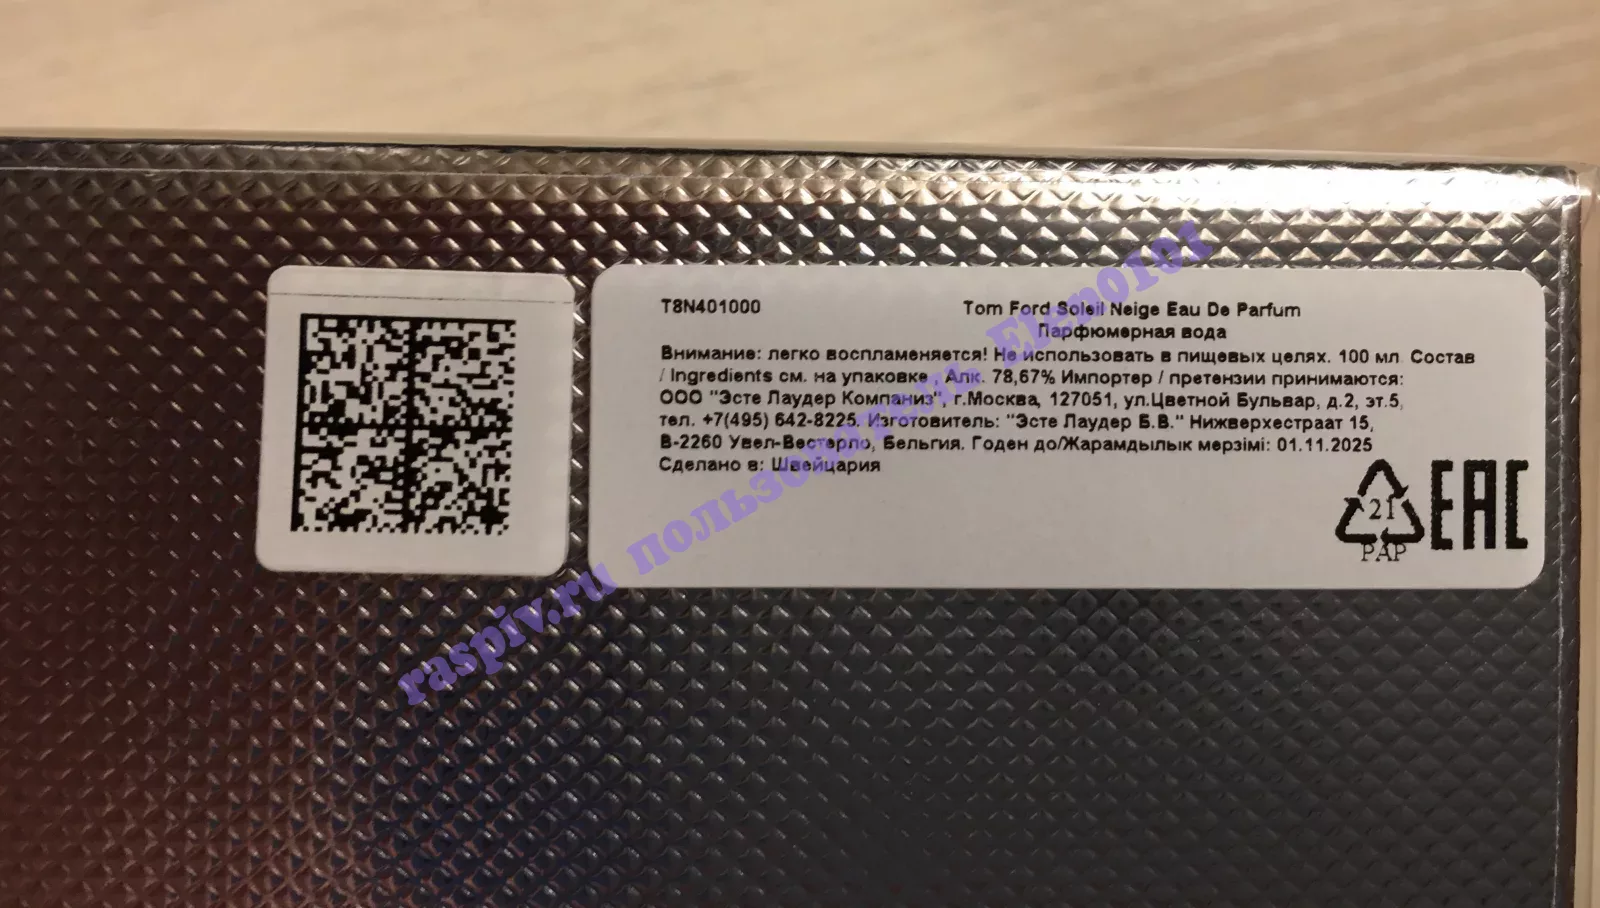 T8N401000
Tom Ford Soleil Neige Eau De Parfum
Парфюмерная вода
Внимание: легко воспламеняется! Не использовать в пищевых целях. 100 мл. Состав
/ Ingredients см. на упаковке. Алк. 78,67% Импортер / претензии принимаются:
ООО "Эсте Лаудер Компаниз", г.Москва, 127051, ул.Цветной Бульвар, д.2, эт.5,
тел. +7(495) 642-8225. Изготовитель: "Эсте Лаудер Б.В." Нижверхестраат 15,
В-2260 Увел-Вестерло, Бельгия. Годен до/Жарамдылык мерзімі: 01.11.2025
Сделано в: Швейцария
21
PAP
EAC
raspiv.ru пользователь Elen0101